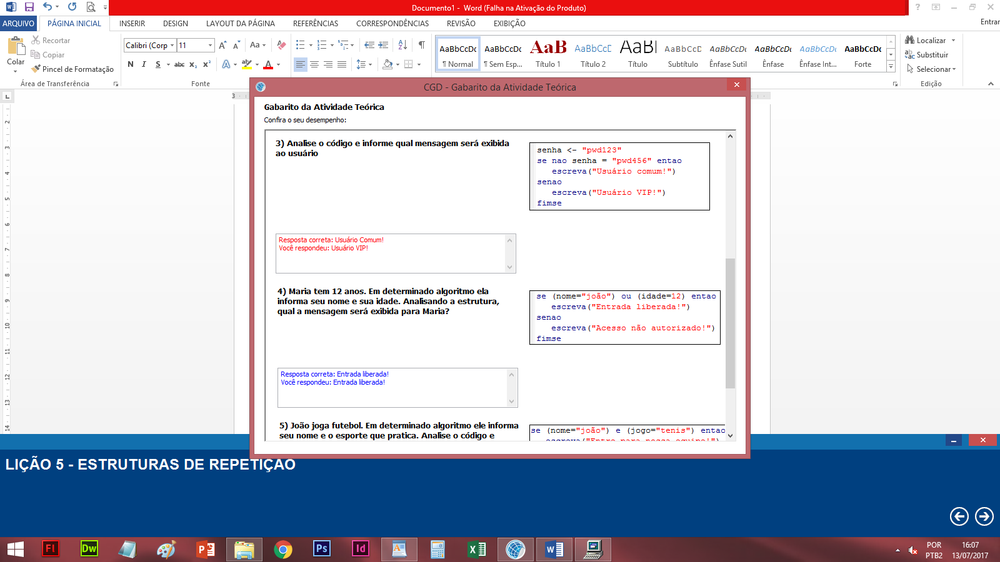 Documento1 - Word (Falha na Ativação do Produto)
ARQUIVO PÁGINA INICIAL INSERIR DESIGN LAYOUT DA PÁGINA REFERÊNCIAS CORRESPONDÊNCIAS REVISÃO EXIBIÇÃO Entrar
Colar
Recortar
Copiar
Pincel de Formatação
Área de Transferência
Calibri (Corp 11
N I S abc x₂ x²
Fonte
AaBbCcDc AaBbCcDc AaB AaBbCcD AaBl AaBbCcD AaBbCcDc AaBbCcDc AaBbCcDc AaBbCcDc
¶ Normal ¶ Sem Esp... Título 1 Título 2 Título Subtítulo Ênfase Sutil Ênfase Ênfase Int... Forte
Localizar
Substituir
Selecionar
Edição
CGD - Gabarito da Atividade Teórica
Gabarito da Atividade Teórica
Confira o seu desempenho:
3) Analise o código e informe qual mensagem será exibida
ao usuário
senha <- "pwd123"
se nao senha = "pwd456" entao
escreva("Usuário comum!")
senao
escreva("Usuário VIP!")
fimse
Resposta correta: Usuário Comum!
Você respondeu: Usuário VIP!
4) Maria tem 12 anos. Em determinado algoritmo ela
informa seu nome e sua idade. Analisando a estrutura,
qual a mensagem será exibida para Maria?
se (nome="joão") ou (idade=12) entao
escreva("Entrada liberada!")
senao
escreva("Acesso não autorizado!")
fimse
Resposta correta: Entrada liberada!
Você respondeu: Entrada liberada!
5) João joga futebol. Em determinado algoritmo ele informa
seu nome e o esporte que pratica. Analise o código e
se (nome="joão") e (jogo="tenis") entao
escreva("Entre para nossa equipe!")
LIÇÃO 5 - ESTRUTURAS DE REPETIÇÃO
POR
PTB2
16:07
13/07/2017